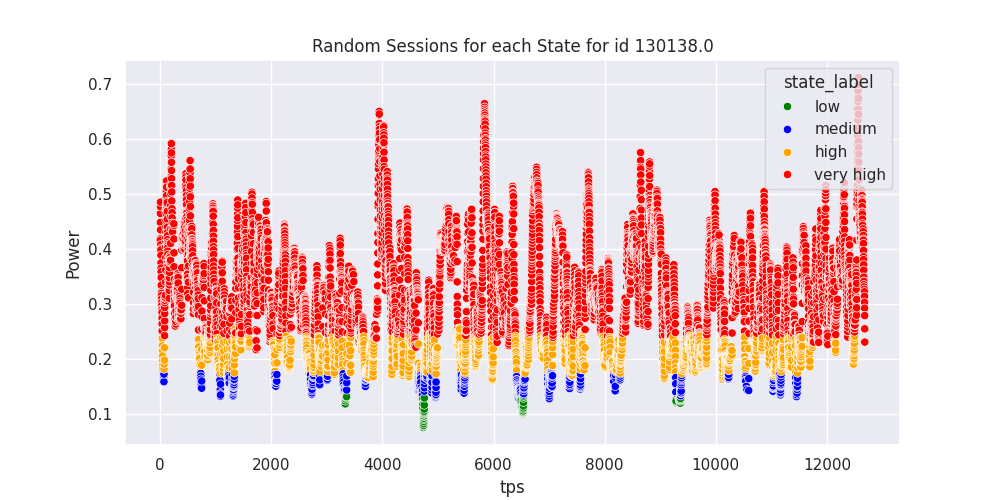 Random Sessions for each State for id 130138.0
state_label
low
medium
high
very high
Power
0.7
0.6
0.5
0.4
0.3
0.2
0.1
0 2000 4000 6000 8000 10000 12000
tps